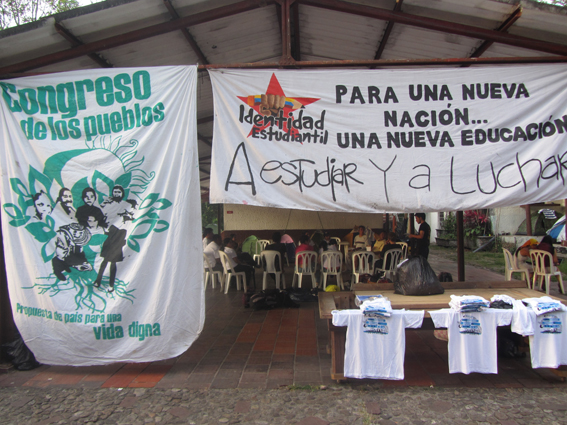 Congreso
de los pueblos
Propuesta de país para una
vida digna
Identidad
Estudiantil
PARA UNA NUEVA
NACIÓN...
UNA NUEVA EDUCACIÓN
A estudiar Y a Luchar